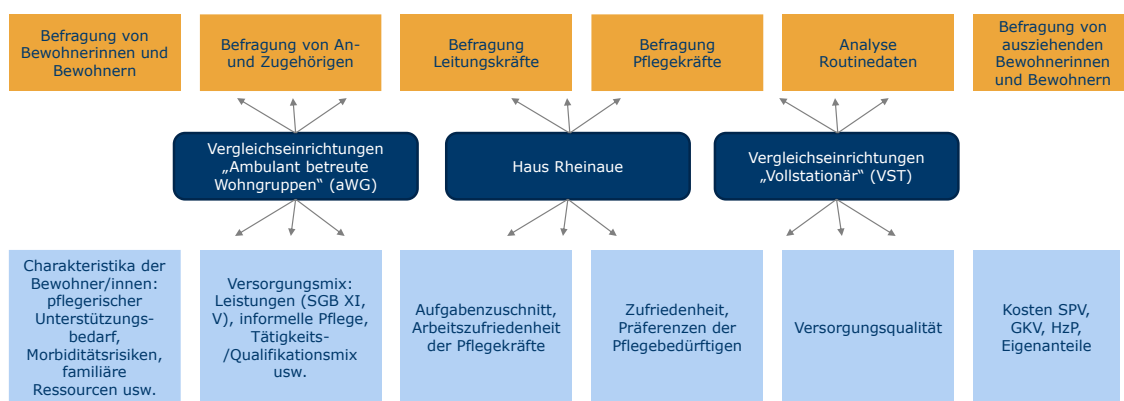 Befragung von
Bewohnerinnen und
Bewohnern
Befragung von An-
und Zugehörigen
Befragung
Leitungskräfte
Befragung
Pflegekräfte
Analyse
Routinedaten
Befragung von
ausziehenden
Bewohnerinnen
und Bewohnern
Vergleichseinrichtungen
„Ambulant betreute
Wohngruppen“ (aWG)
Haus Rheinaue
Vergleichseinrichtungen
„Vollstationär“ (VST)
Charakteristika der
Bewohner/innen:
pflegerischer
Unterstützungs-
bedarf,
Morbiditätsrisiken,
familiäre
Ressourcen usw.
Versorgungsmix:
Leistungen (SGB XI,
V), informelle Pflege,
Tätigkeits-
/Qualifikationsmix
usw.
Aufgabenzuschnitt,
Arbeitszufriedenheit
der Pflegekräfte
Zufriedenheit,
Präferenzen der
Pflegebedürftigen
Versorgungsqualität
Kosten SPV,
GKV, HzP,
Eigenanteile